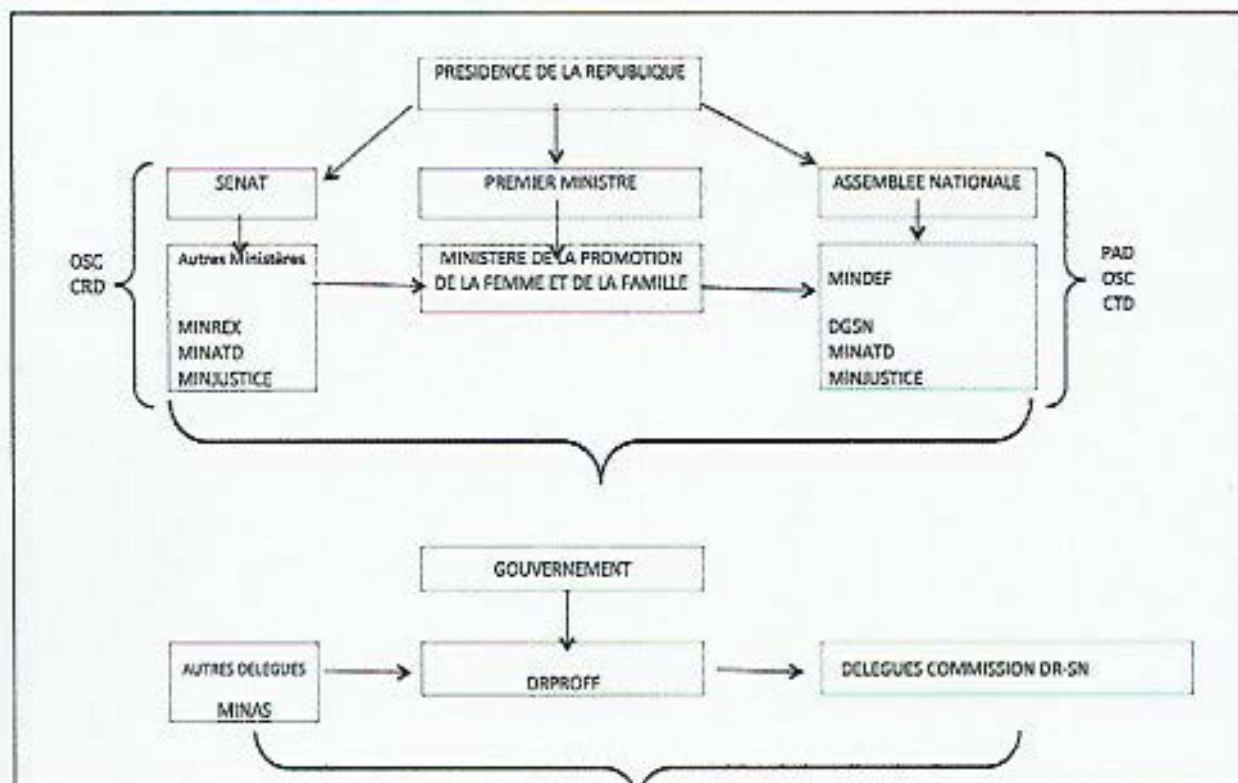 PRESIDENCE DE LA REPUBLIQUE
SENAT
PREMIER MINISTRE
ASSEMBLEE NATIONALE
OSC
CRD
Autres Ministères
MINREX
MINATD
MINJUSTICE
MINISTERE DE LA PROMOTION
DE LA FEMME ET DE LA FAMILLE
MINDEF
DGSN
MINATD
MINJUSTICE
PAD
OSC
CTD
GOUVERNEMENT
AUTRES DELEGUES
MINAS
DRPROFF
DELEGUES COMMISSION DR-SN